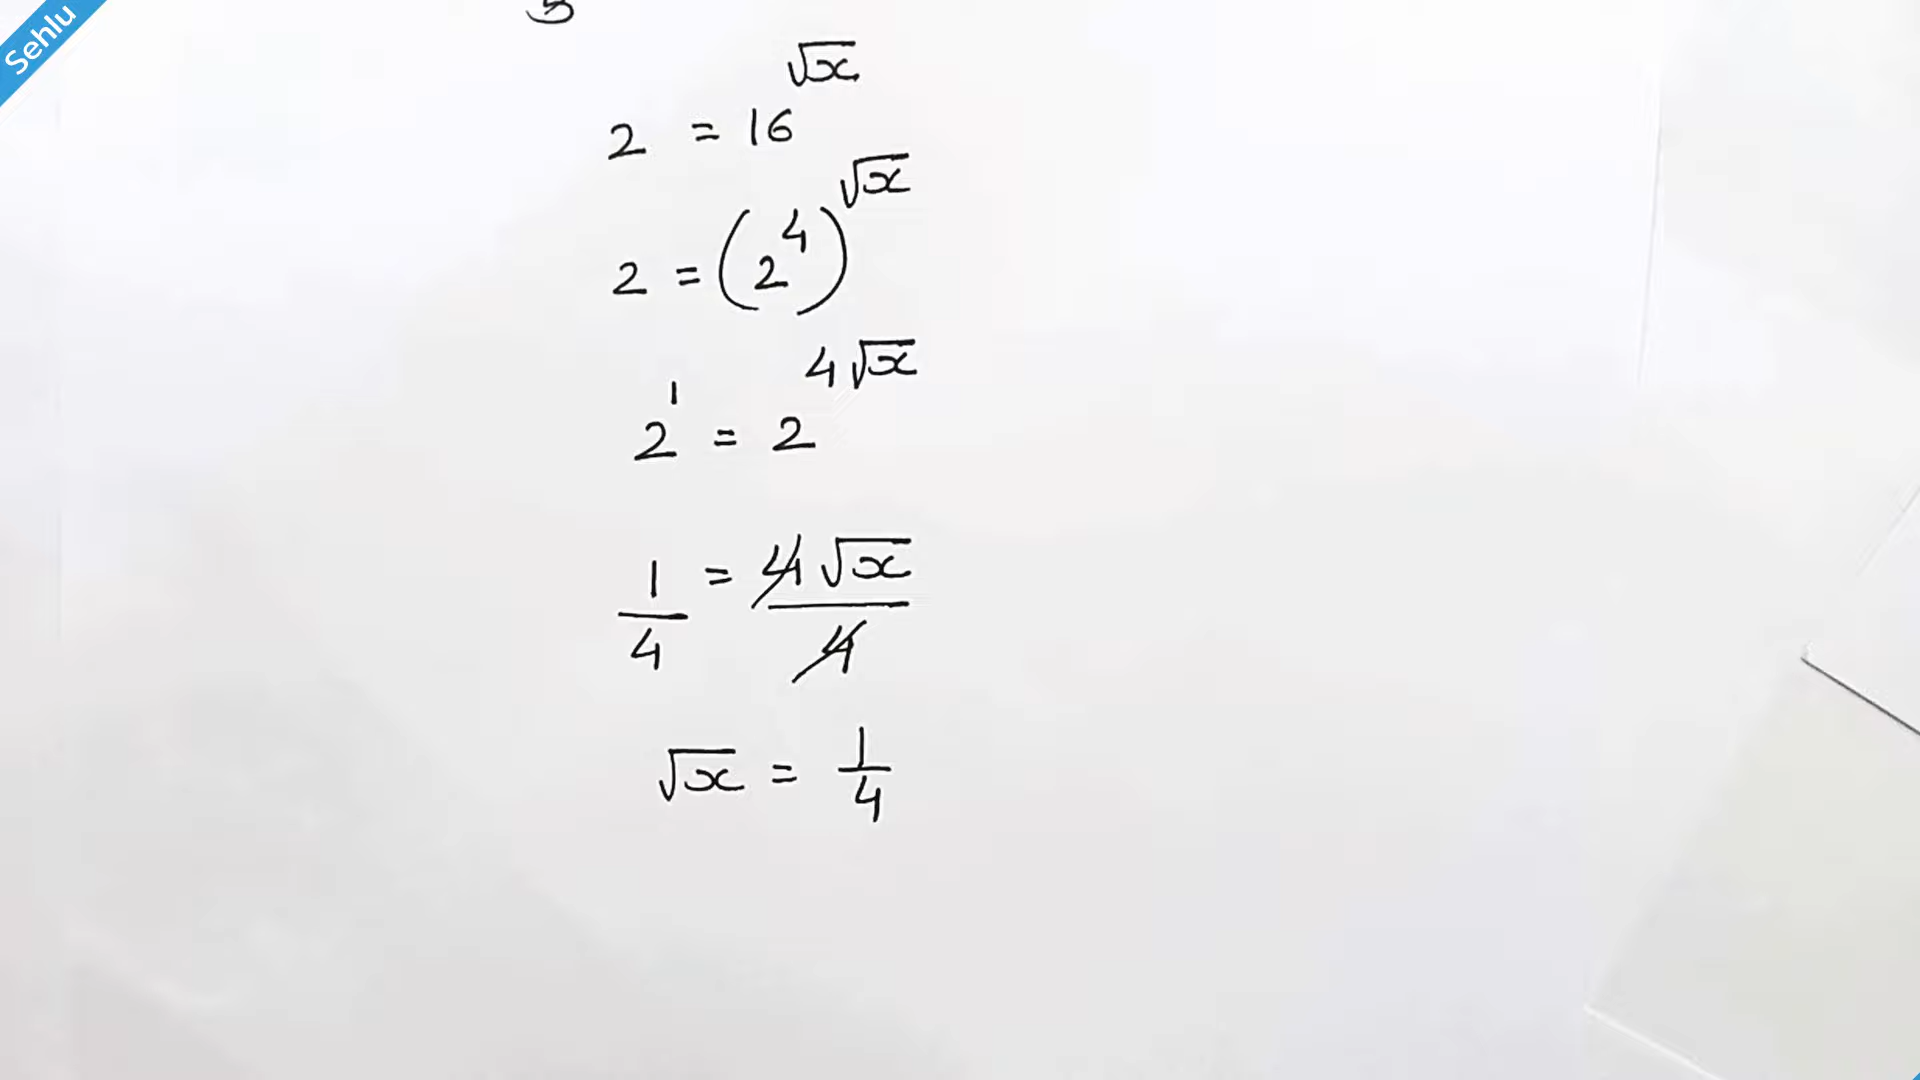 Sehlu
2 = 16^√x
2 = (2^4)^√x
2^1 = 2^4√x
1/4 = 4√x/4
√x = 1/4